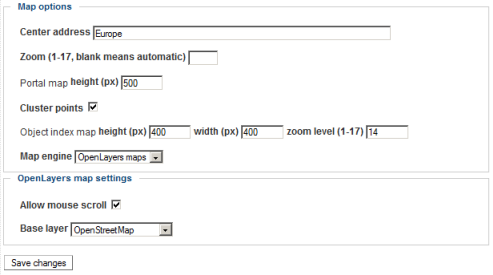 Map options
Center address Europe
Zoom (1-17, blank means automatic)
Portal map height (px) 500
Cluster points
Object index map height (px) 400 width (px) 400 zoom level (1-17) 14
Map engine OpenLayers maps
OpenLayers map settings
Allow mouse scroll
Base layer OpenStreetMap
Save changes